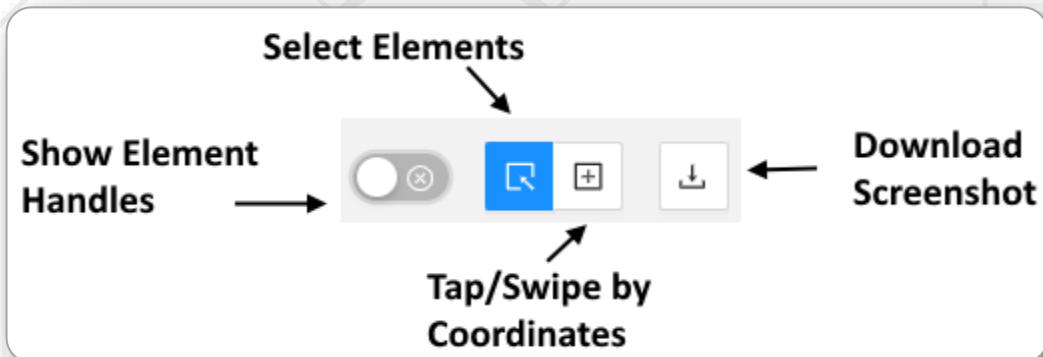 Select Elements
Show Element
Handles
Download
Screenshot
Tap/Swipe by
Coordinates